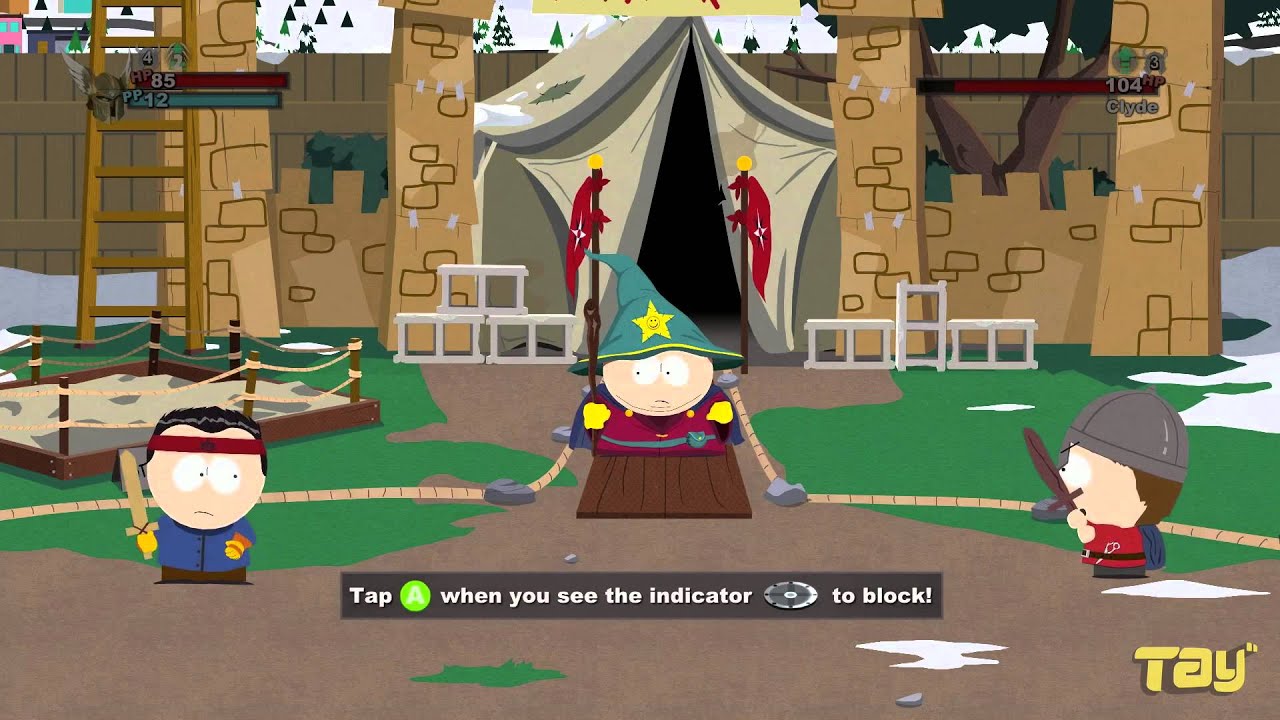 4
HP 85
PP 12
3
104 HP
Clyde
Tap A when you see the indicator to block!
Tay